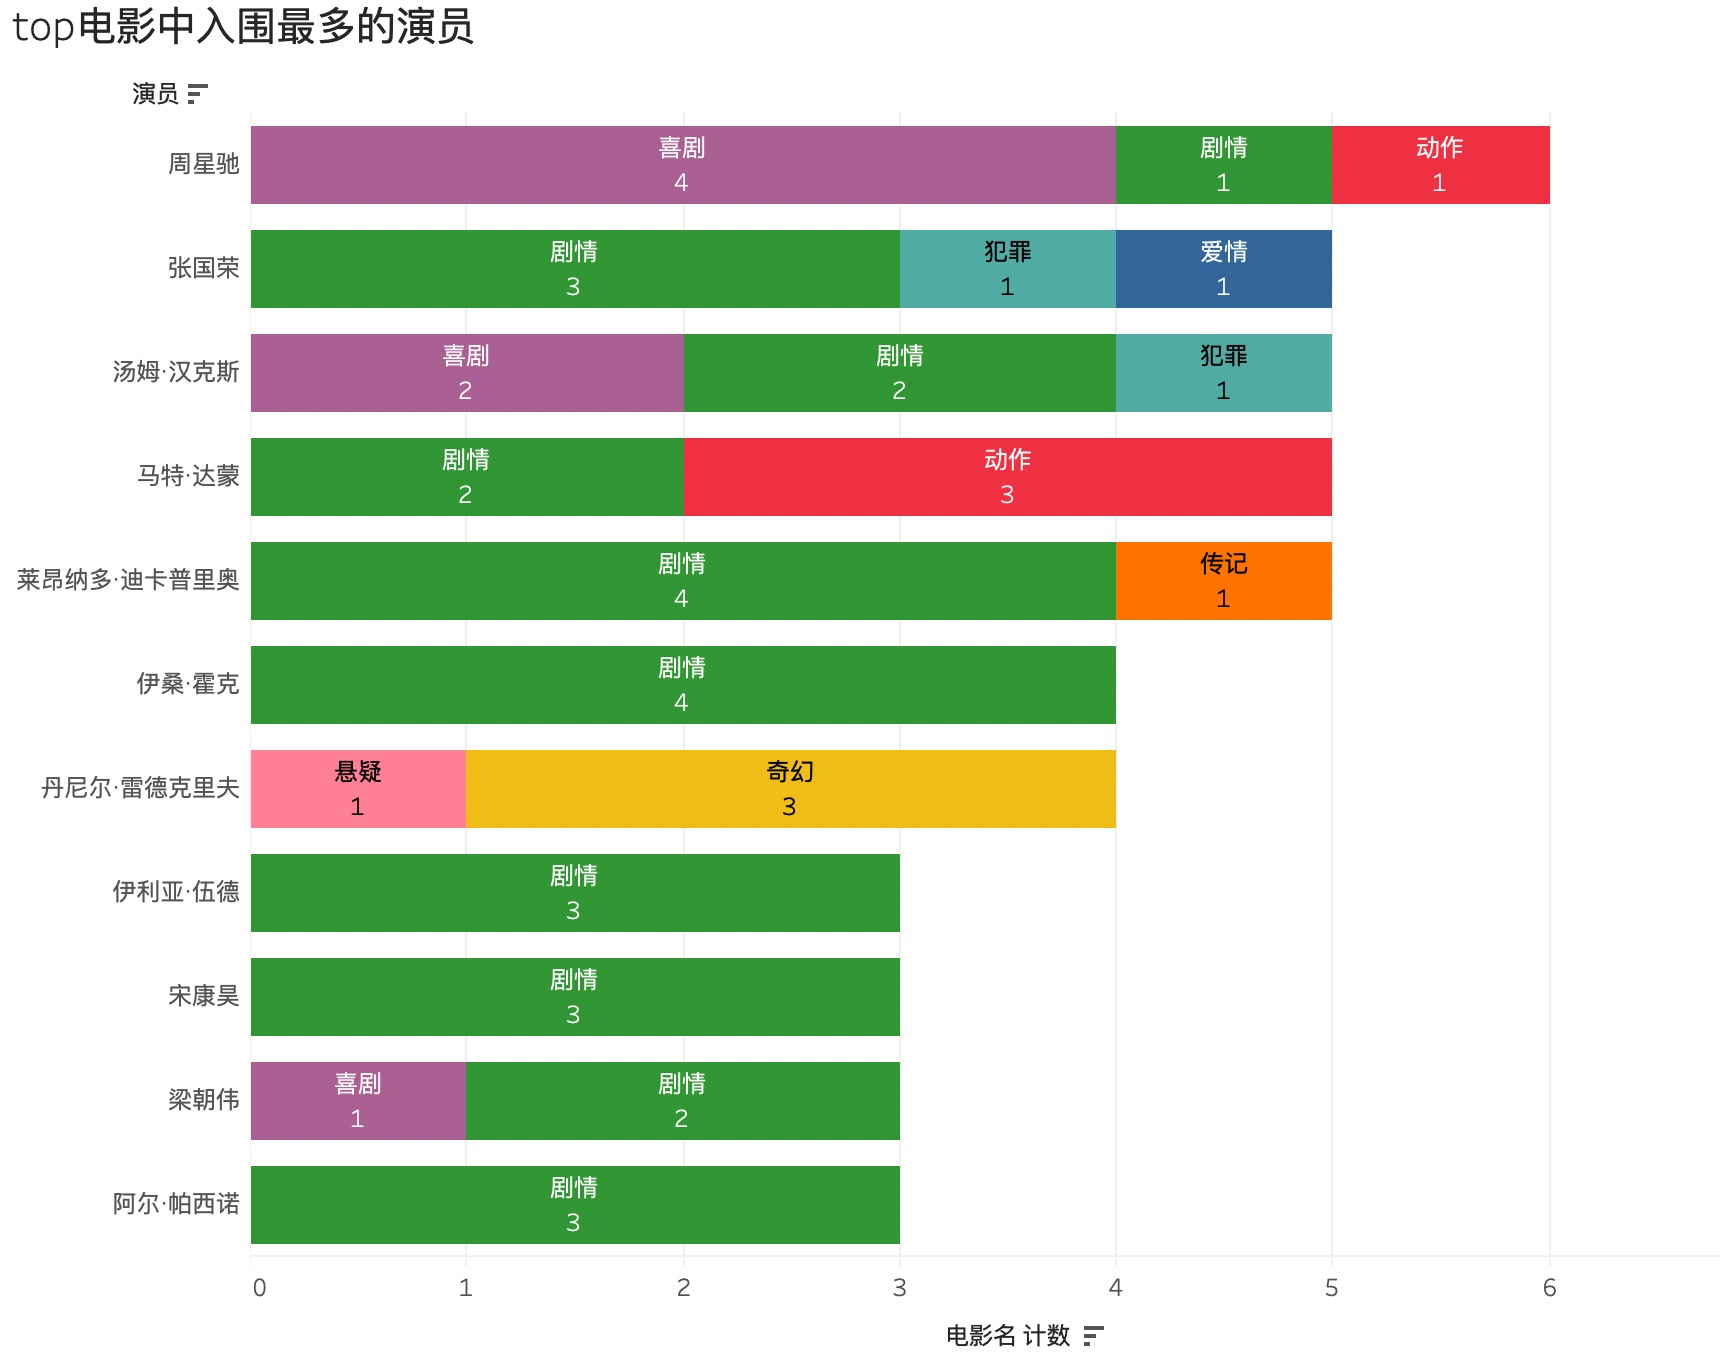 top电影中入围最多的演员
演员
周星驰
喜剧
4
剧情
1
动作
1
张国荣
剧情
3
犯罪
1
爱情
1
汤姆·汉克斯
喜剧
2
剧情
2
犯罪
1
马特·达蒙
剧情
2
动作
3
莱昂纳多·迪卡普里奥
剧情
4
传记
1
伊桑·霍克
剧情
4
丹尼尔·雷德克里夫
悬疑
1
奇幻
3
伊利亚·伍德
剧情
3
宋康昊
剧情
3
梁朝伟
喜剧
1
剧情
2
阿尔·帕西诺
剧情
3
0 1 2 3 4 5 6
电影名 计数